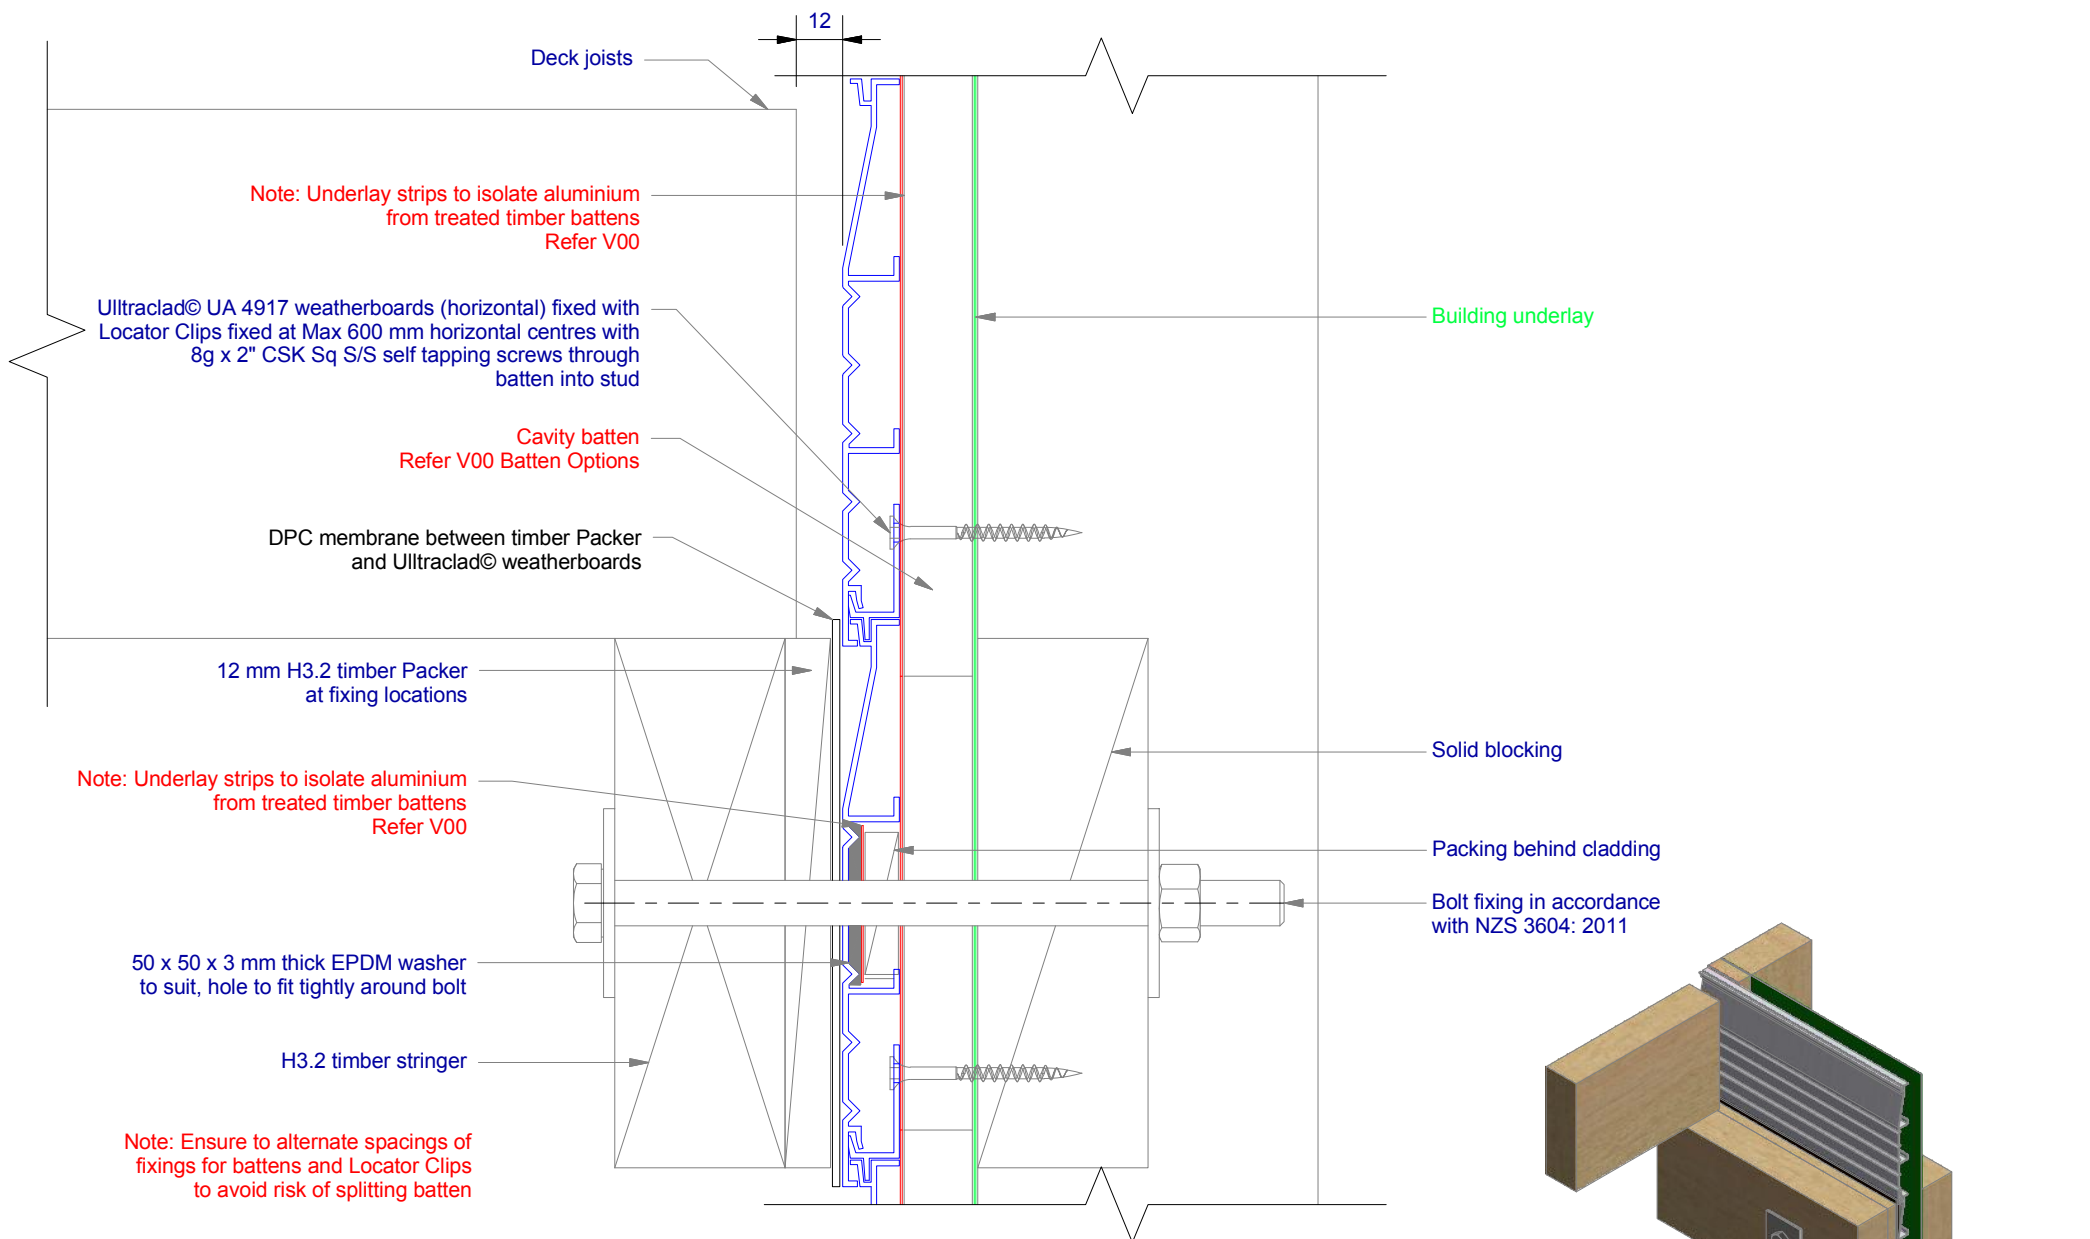 12
Deck joists
Note: Underlay strips to isolate aluminium
from treated timber battens
Refer V00
Ulltraclad© UA 4917 weatherboards (horizontal) fixed with
Locator Clips fixed at Max 600 mm horizontal centres with
8g x 2" CSK Sq S/S self tapping screws through
batten into stud
Building underlay
Cavity batten
Refer V00 Batten Options
DPC membrane between timber Packer
and Ulltraclad© weatherboards
12 mm H3.2 timber Packer
at fixing locations
Solid blocking
Note: Underlay strips to isolate aluminium
from treated timber battens
Refer V00
Packing behind cladding
Bolt fixing in accordance
with NZS 3604: 2011
50 x 50 x 3 mm thick EPDM washer
to suit, hole to fit tightly around bolt
H3.2 timber stringer
Note: Ensure to alternate spacings of
fixings for battens and Locator Clips
to avoid risk of splitting batten